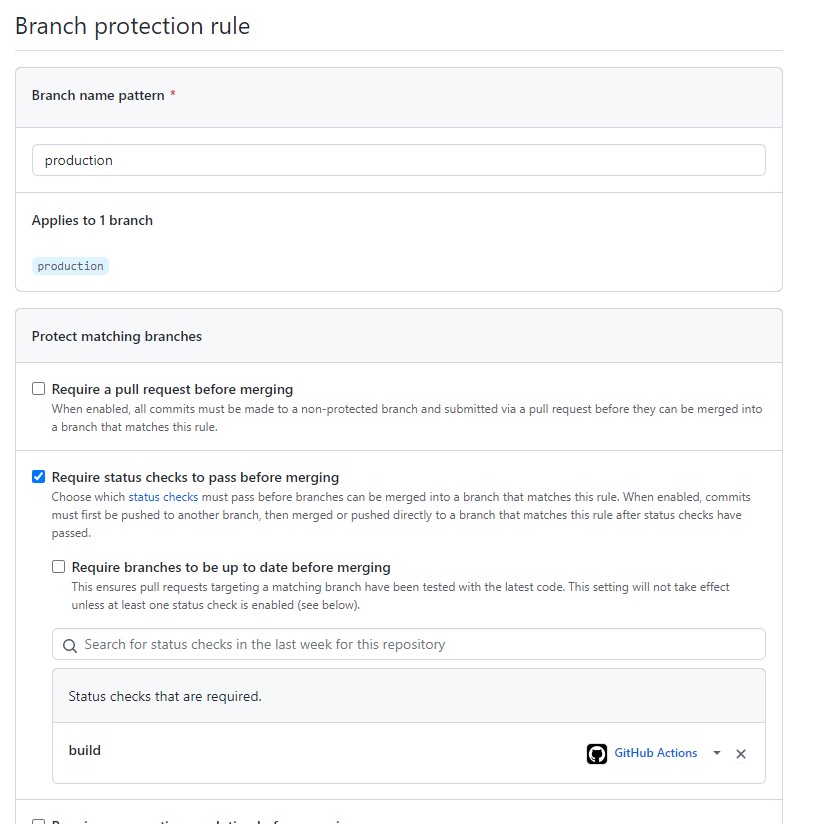 Branch protection rule
Branch name pattern *
production
Applies to 1 branch
production
Protect matching branches
Require a pull request before merging
When enabled, all commits must be made to a non-protected branch and submitted via a pull request before they can be merged into
a branch that matches this rule.
Require status checks to pass before merging
Choose which status checks must pass before branches can be merged into a branch that matches this rule. When enabled, commits
must first be pushed to another branch, then merged or pushed directly to a branch that matches this rule after status checks have
passed.
Require branches to be up to date before merging
This ensures pull requests targeting a matching branch have been tested with the latest code. This setting will not take effect
unless at least one status check is enabled (see below).
Search for status checks in the last week for this repository
Status checks that are required.
build GitHub Actions